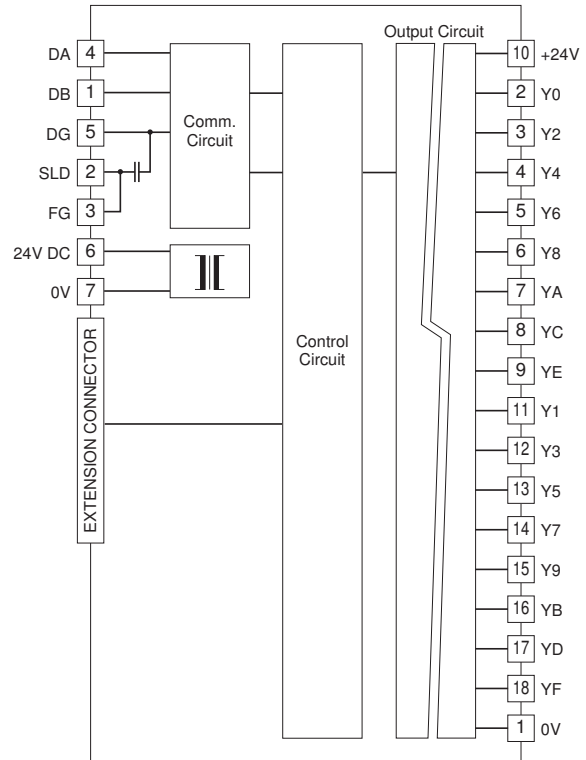 Output Circuit
DA 4
DB 1
DG 5
SLD 2
FG 3
24V DC 6
0V 7
EXTENSION CONNECTOR
Comm.
Circuit
Control
Circuit
10 +24V
2 Y0
3 Y2
4 Y4
5 Y6
6 Y8
7 YA
8 YC
9 YE
11 Y1
12 Y3
13 Y5
14 Y7
15 Y9
16 YB
17 YD
18 YF
1 0V